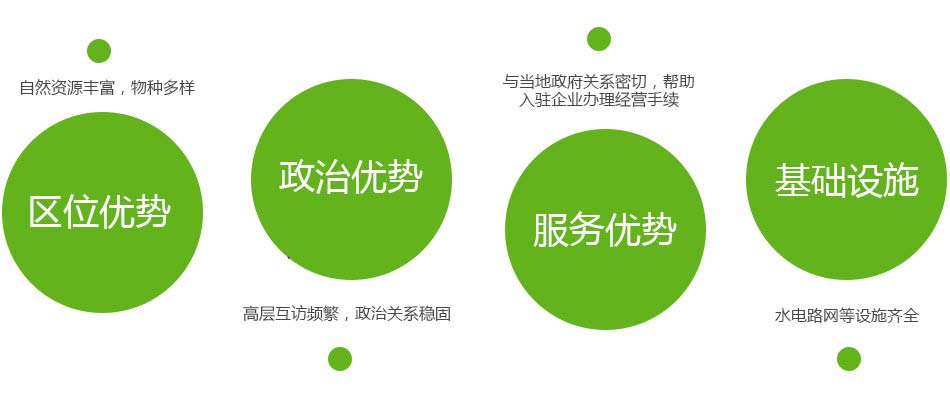 自然资源丰富，物种多样
区位优势
政治优势
高层互访频繁，政治关系稳固
与当地政府关系密切，帮助
入驻企业办理经营手续
服务优势
基础设施
水电路网等设施齐全